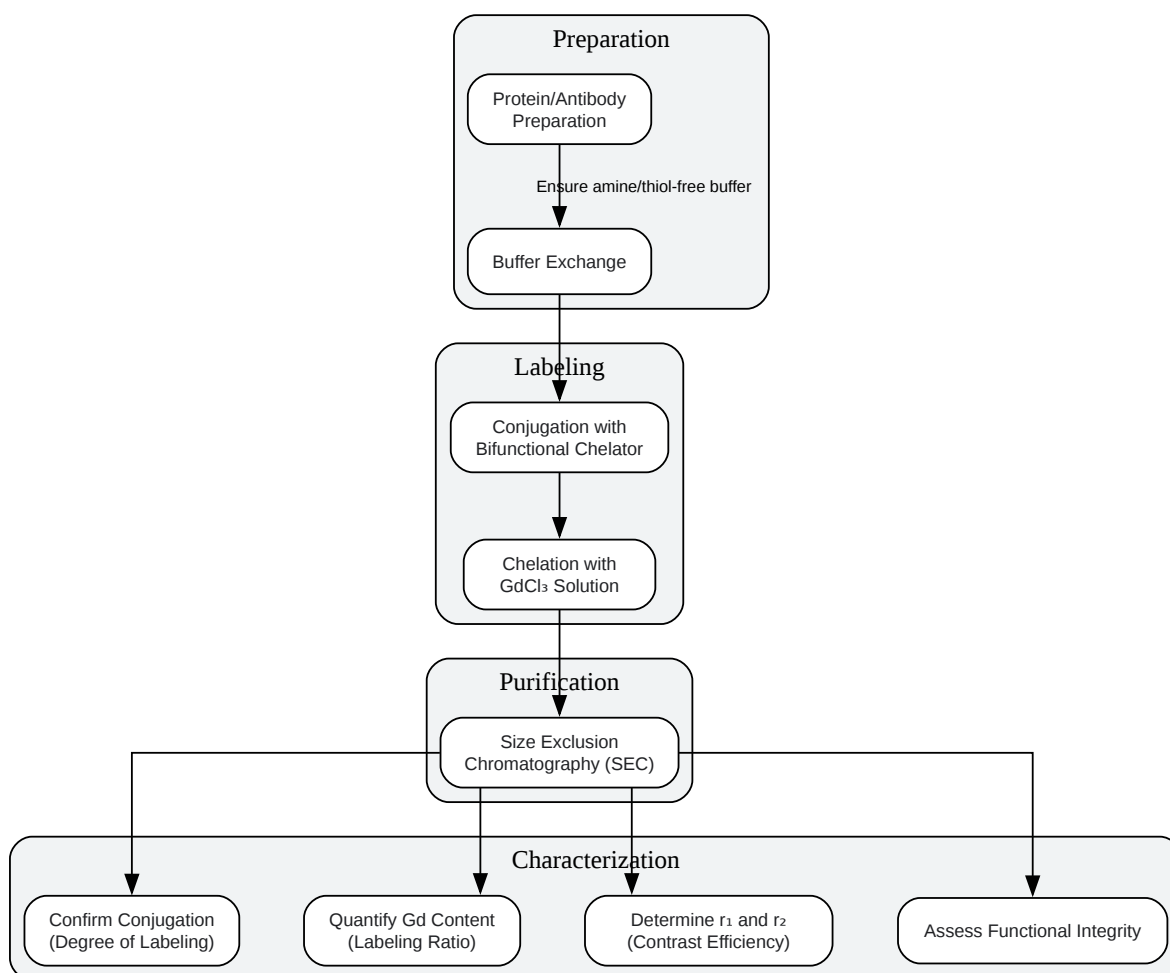 Preparation
Protein/Antibody
Preparation
Ensure amine/thiol-free buffer
Buffer Exchange
Labeling
Conjugation with
Bifunctional Chelator
Chelation with
GdCl₃ Solution
Purification
Size Exclusion
Chromatography (SEC)
Characterization
Confirm Conjugation
(Degree of Labeling)
Quantify Gd Content
(Labeling Ratio)
Determine r₁ and r₂
(Contrast Efficiency)
Assess Functional Integrity